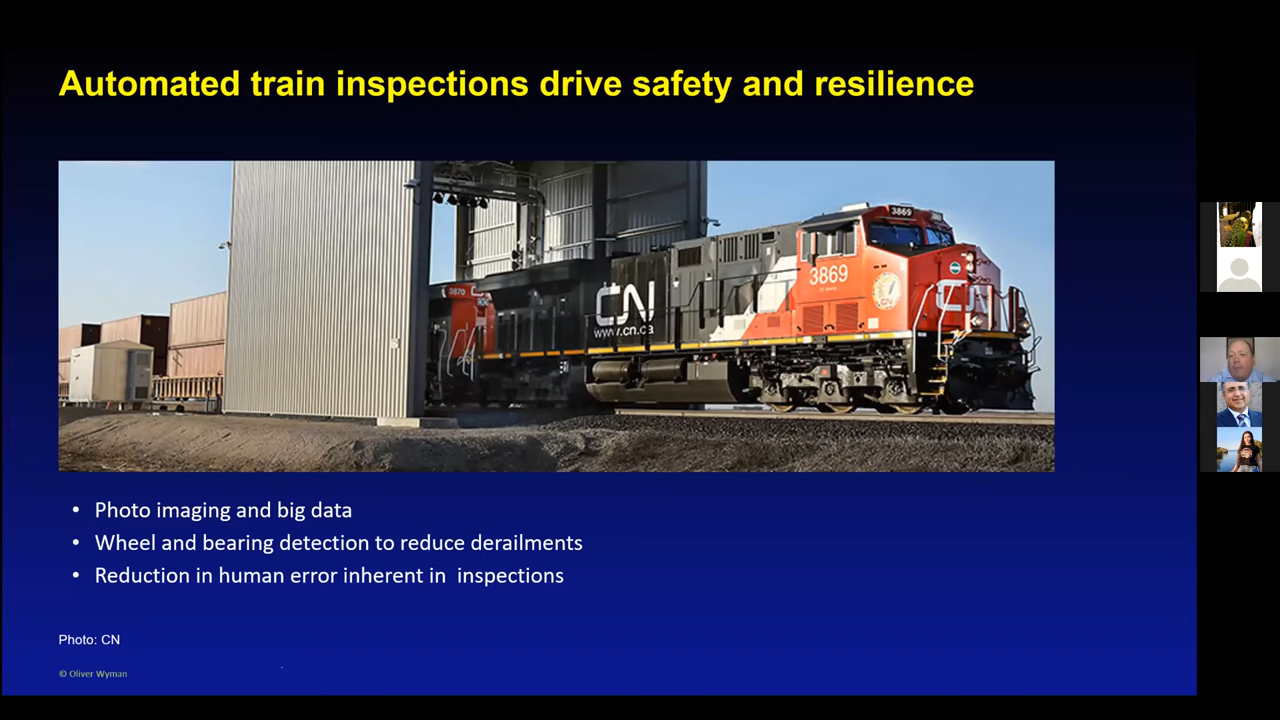 Automated train inspections drive safety and resilience
3869
3870
3869
CN
CN
www.cn.ca
• Photo imaging and big data
• Wheel and bearing detection to reduce derailments
• Reduction in human error inherent in  inspections
Photo: CN
© Oliver Wyman